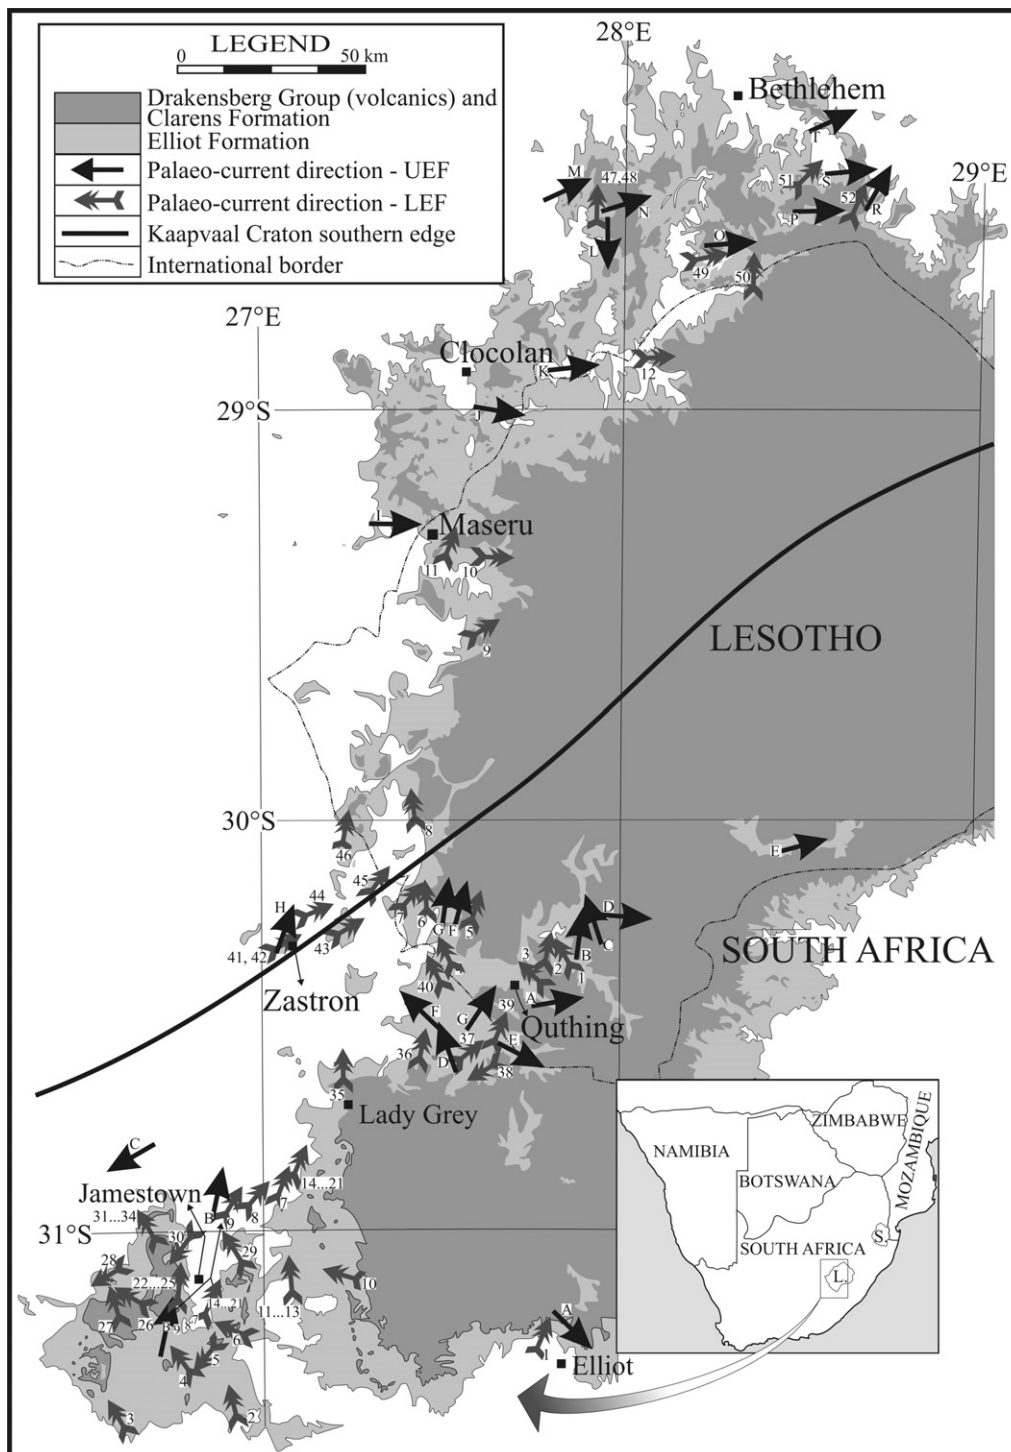 LEGEND
0 50 km
Drakensberg Group (volcanics) and
Clarens Formation
Elliot Formation
Palaeo-current direction - UEF
Palaeo-current direction - LEF
Kaapvaal Craton southern edge
International border
28°E
Bethlehem
T
29°E
M
47,48
51
S
52
R
N
P
L
O
49
50
27°E
Clocolan
K
12
29°S
J
I
Maseru
11
10
9
LESOTHO
30°S
8
46
E
45
44
H
7
6
G
F
5
D
C
B
43
41, 42
3
2
1
SOUTH AFRICA
40
Zastron
39
A
Quthing
F
G
37
E
36
D
38
35
Lady Grey
C
Jamestown
14...21
31...34
B
9
8
7
31°S
30
29
28
22...25
14...21
11...13
10
27
26
B
9
8
7
6
5
4
A
1
Elliot
3
2
NAMIBIA
ZIMBABWE
MOZAMBIQUE
BOTSWANA
SOUTH AFRICA
S.
L.